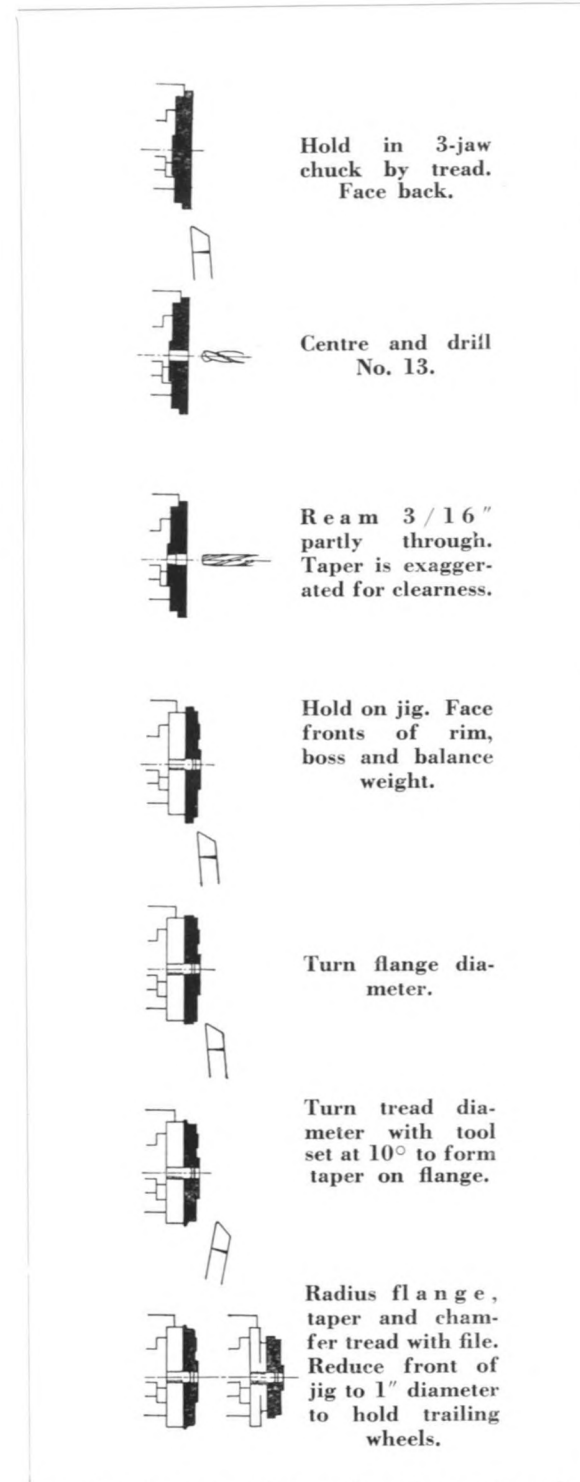 Hold in 3-jaw
chuck by tread.
Face back.
Centre and drill
No. 13.
Ream 3/16″
partly through.
Taper is exagger-
ated for clearness.
Hold on jig. Face
fronts of rim,
boss and balance
weight.
Turn flange dia-
meter.
Turn tread dia-
meter with tool
set at 10° to form
taper on flange.
Radius flange,
taper and cham-
fer tread with file.
Reduce front of
jig to 1″ diameter
to hold trailing
wheels.